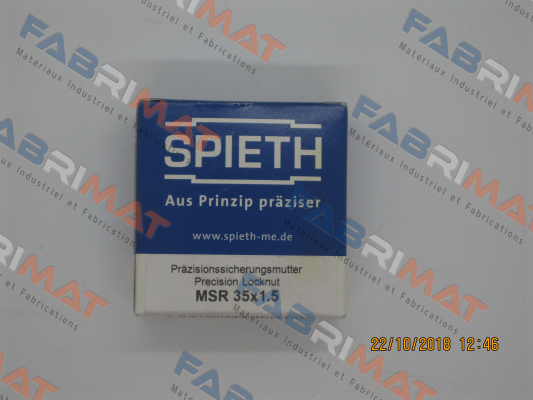 SPIETH
Aus Prinzip präziser
www.spieth-me.de
Präzisionssicherungsmutter
Precision Locknut
MSR 35x1.5
22/10/2018 12:46
FABRIMAT
Materiaux Industriel et Fabrications